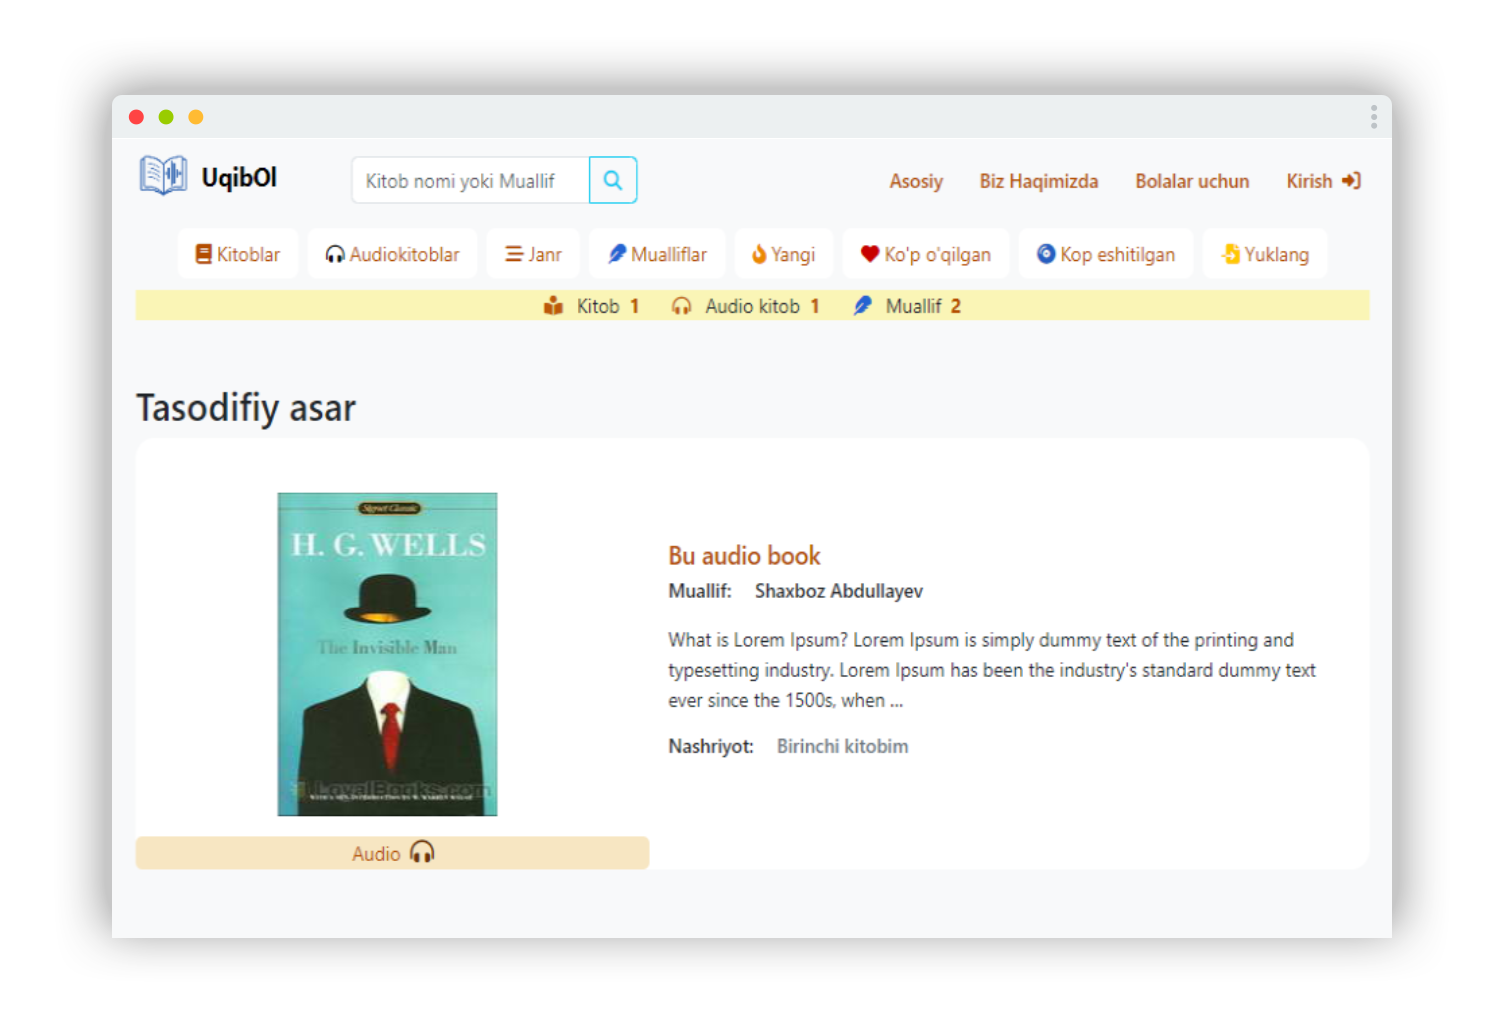 UqibOl
Kitob nomi yoki Muallif
Asosiy Biz Haqimizda Bolalar uchun Kirish
Kitoblar Audiokitoblar Janr Mualliflar Yangi Ko'p o'qilgan Kop eshitilgan Yuklang
Kitob 1 Audio kitob 1 Muallif 2
Tasodifiy asar
Signet Classic
H. G. WELLS
The Invisible Man
LoyalBooks.com
Bu audio book
Muallif: Shaxboz Abdullayev
What is Lorem Ipsum? Lorem Ipsum is simply dummy text of the printing and
typesetting industry. Lorem Ipsum has been the industry's standard dummy text
ever since the 1500s, when ...
Nashriyot: Birinchi kitobim
Audio